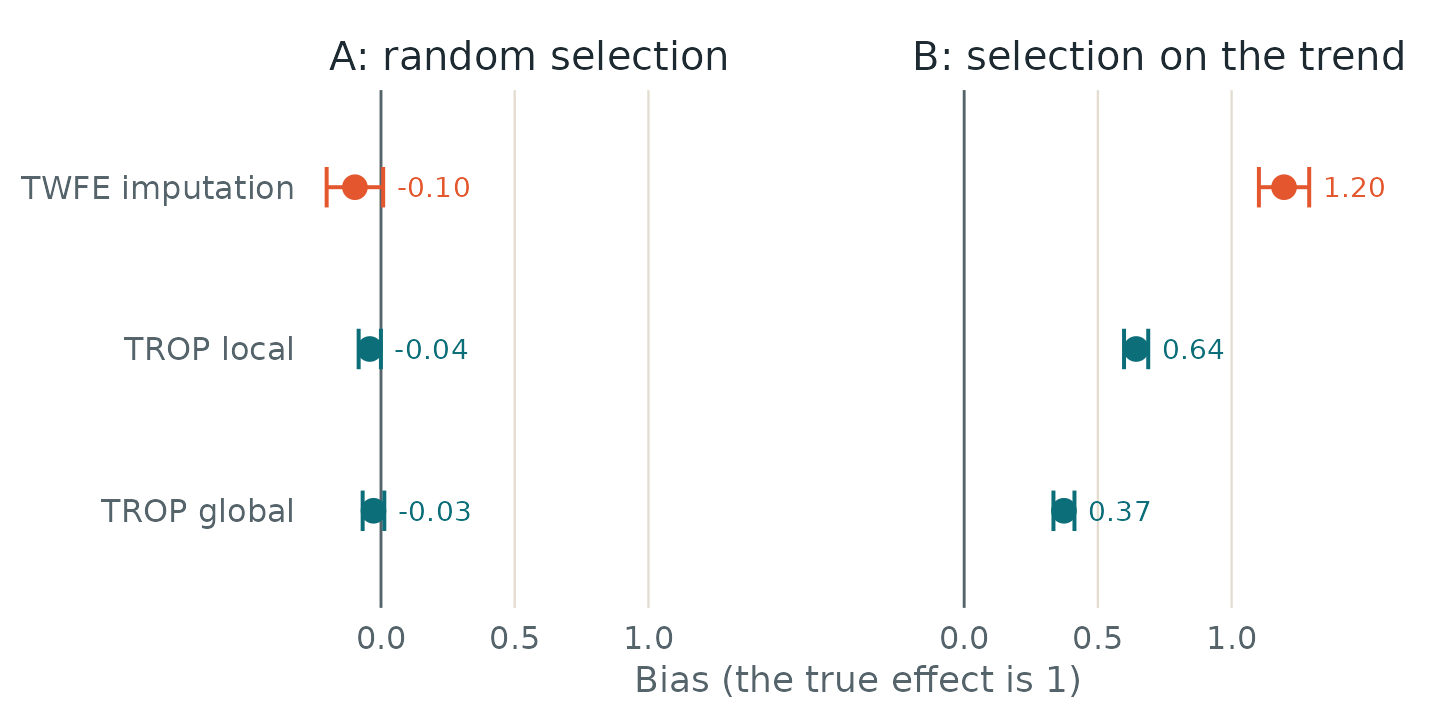 A: random selection
B: selection on the trend
TWFE imputation
-0.10
1.20
TROP local
-0.04
0.64
TROP global
-0.03
0.37
0.0 0.5 1.0
0.0 0.5 1.0
Bias (the true effect is 1)